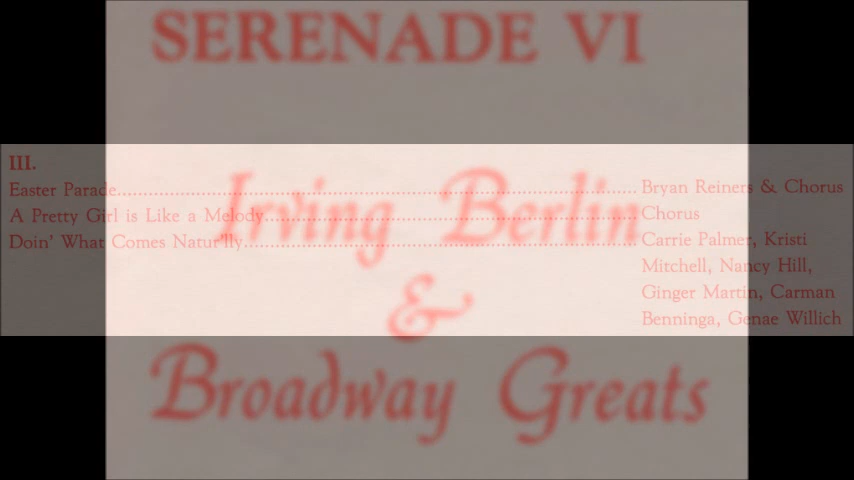 SERENADE VI
III.
Easter Parade........ Bryan Reiners & Chorus
A Pretty Girl is Like a Melody........ Chorus
Doin' What Comes Natur'lly........ Carrie Palmer, Kristi
Mitchell, Nancy Hill,
Ginger Martin, Carman
Benninga, Genae Willich
Irving Berlin
&
Broadway Greats